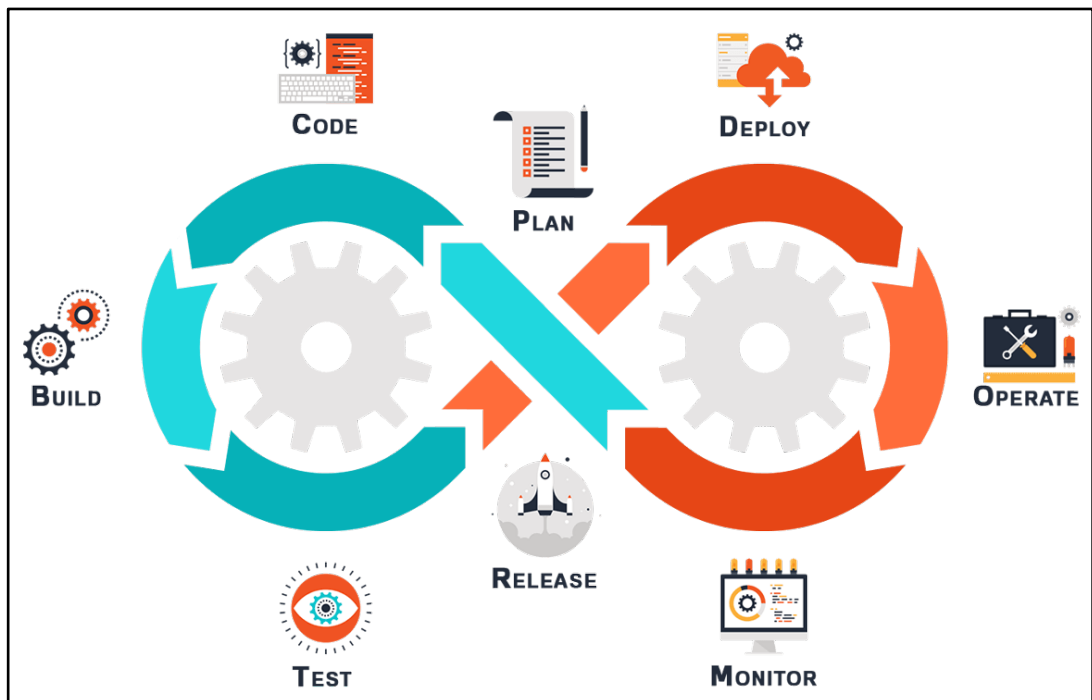 CODE
DEPLOY
PLAN
BUILD
OPERATE
RELEASE
TEST
MONITOR